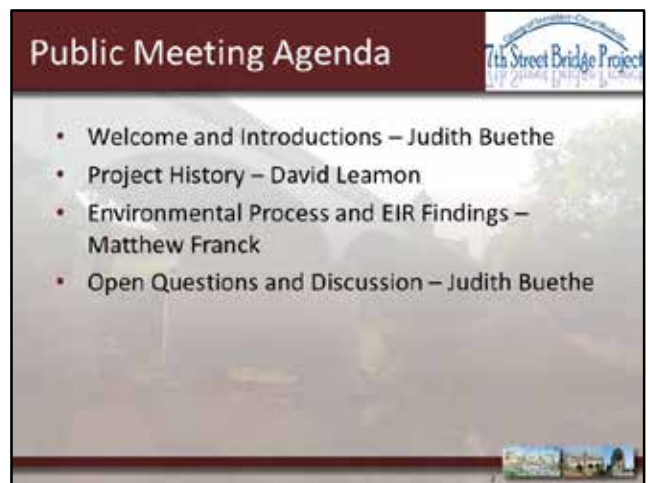 Public Meeting Agenda
7th Street Bridge Project
• Welcome and Introductions – Judith Buethe
• Project History – David Leamon
• Environmental Process and EIR Findings –
Matthew Franck
• Open Questions and Discussion – Judith Buethe